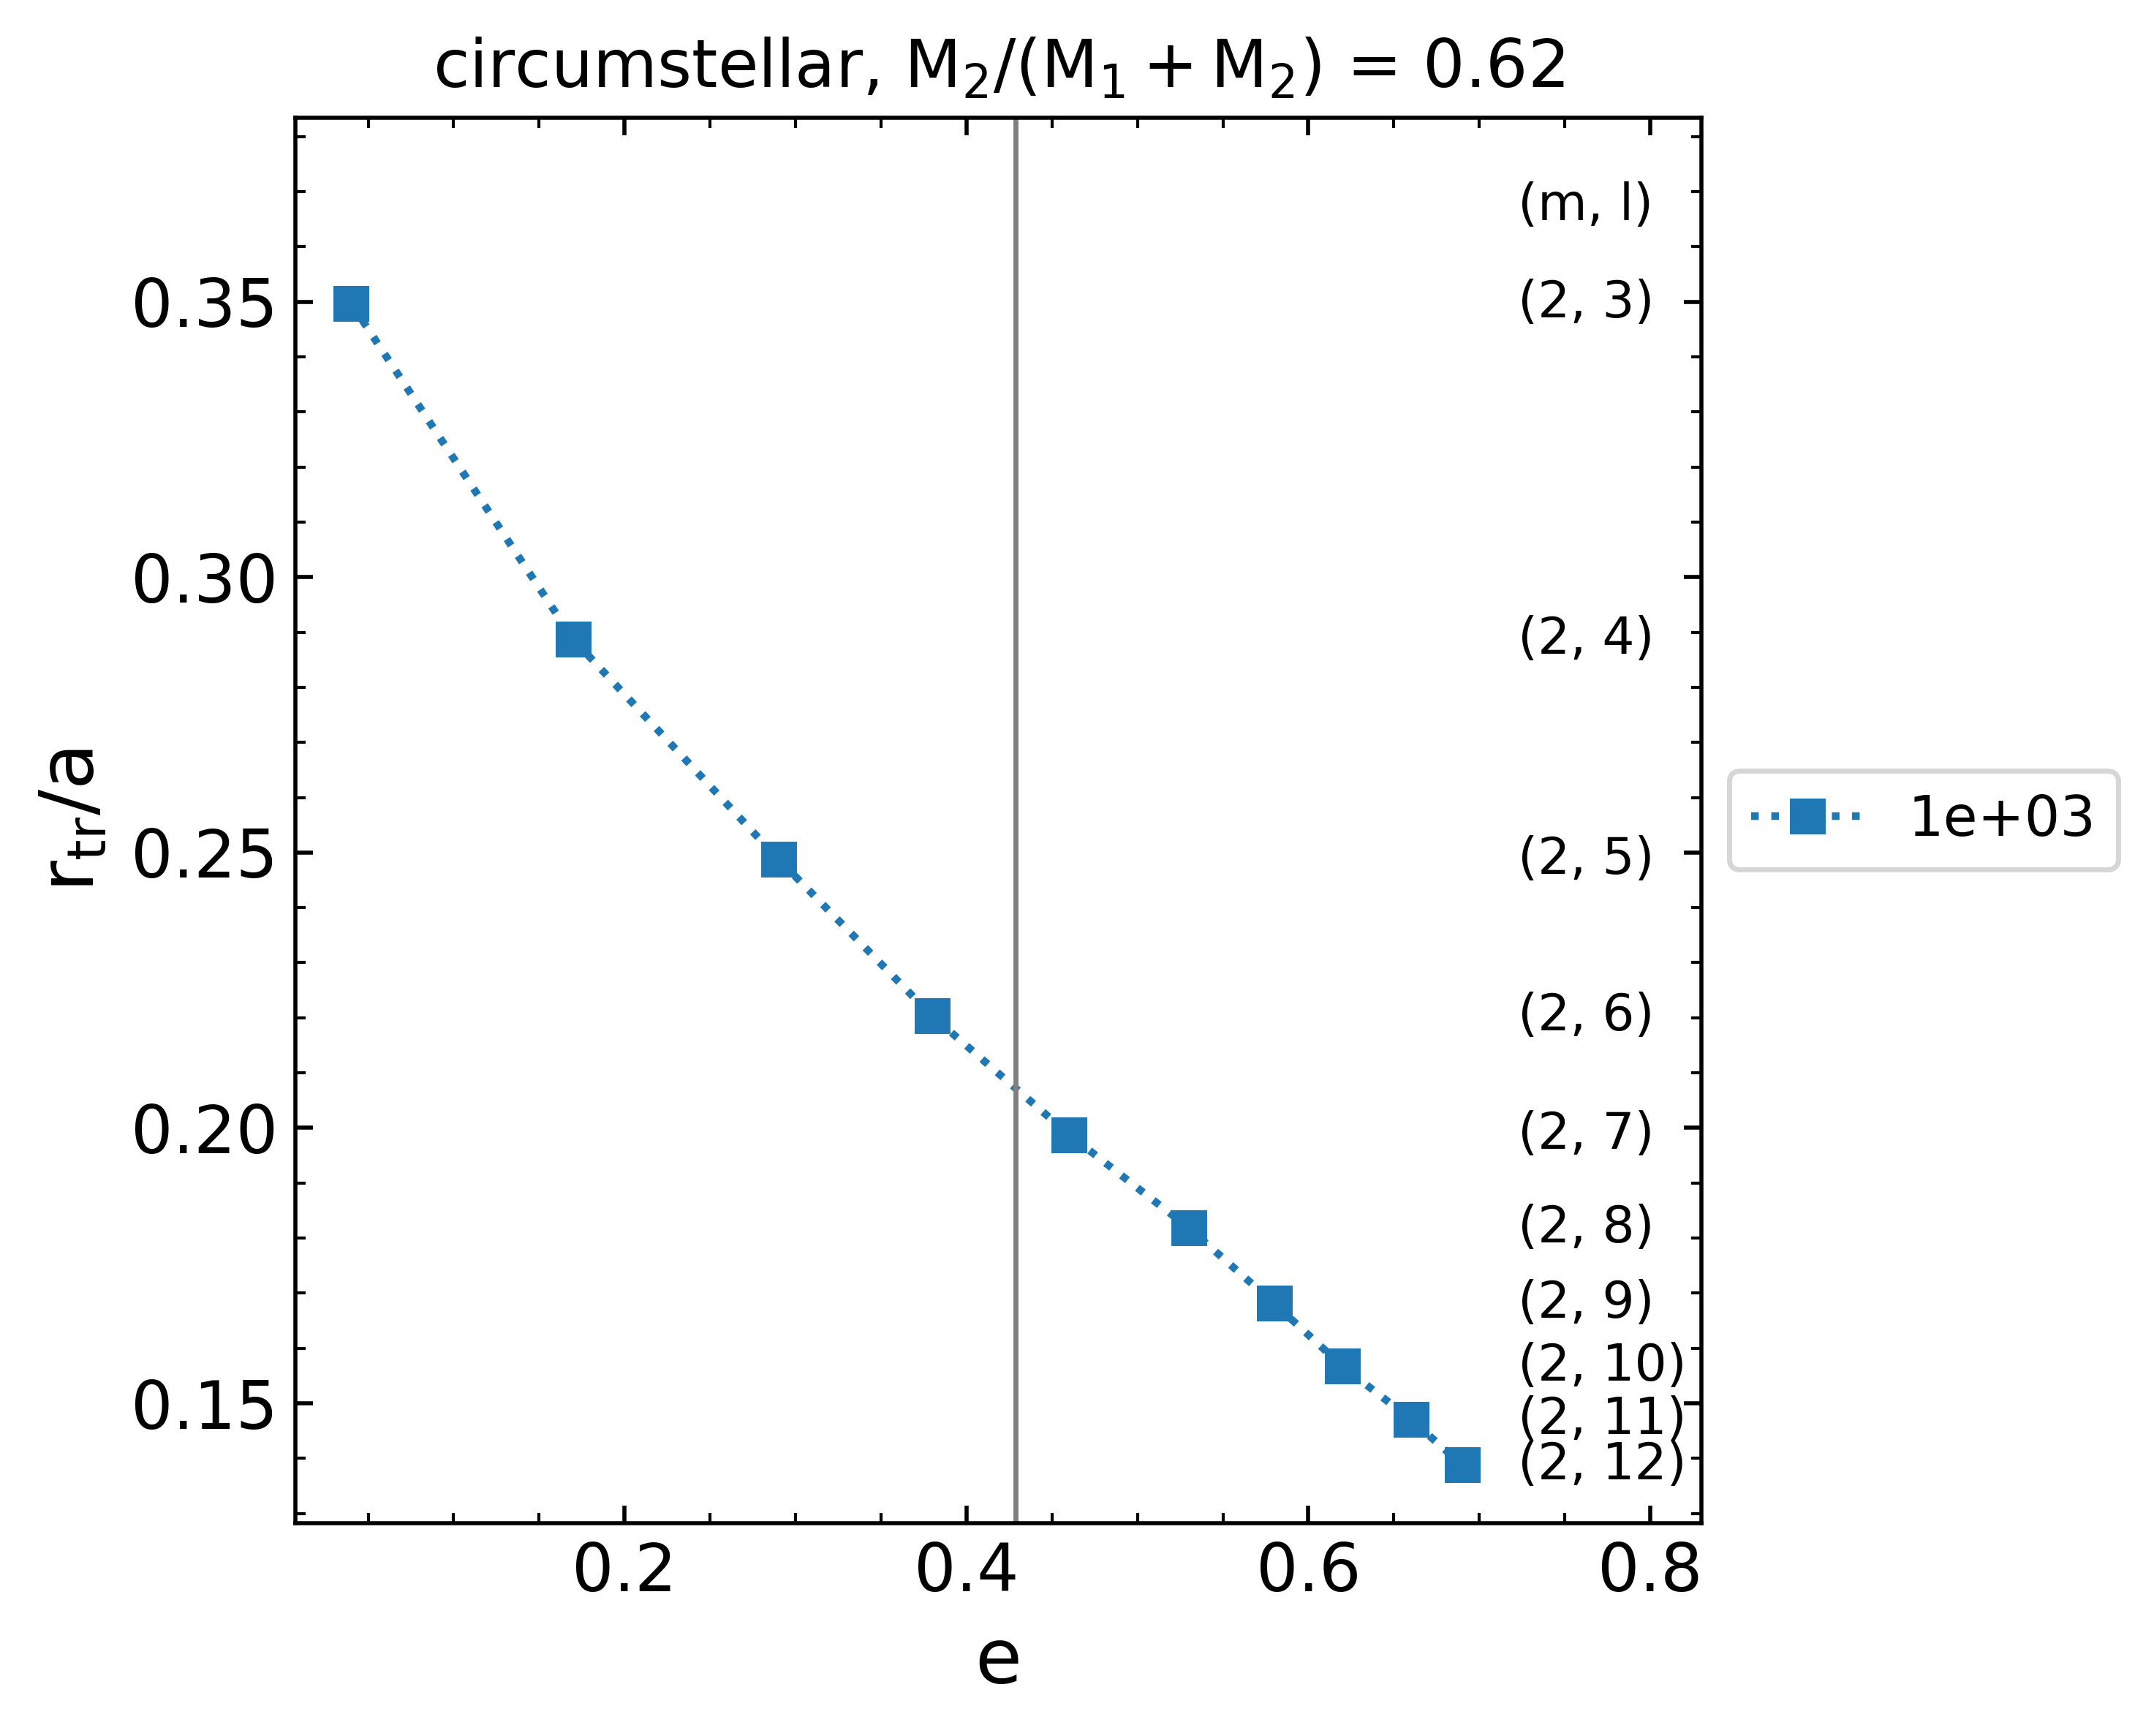 circumstellar, M₂/(M₁ + M₂) = 0.62
(m, l)
(2, 3)
(2, 4)
(2, 5)
(2, 6)
(2, 7)
(2, 8)
(2, 9)
(2, 10)
(2, 11)
(2, 12)
0.35
0.30
0.25
0.20
0.15
rₜᵣ/a
0.2 0.4 0.6 0.8
e
1e+03